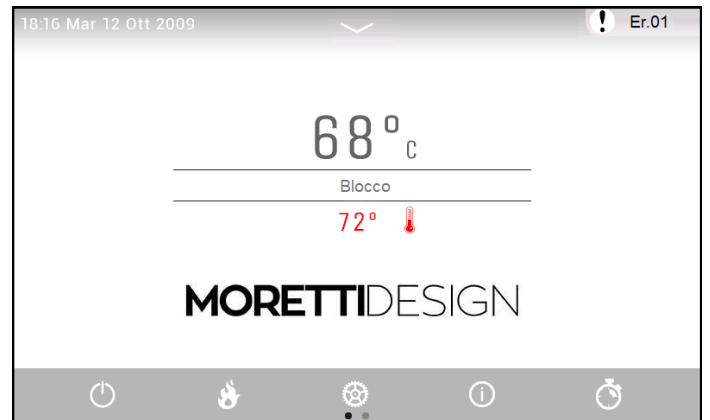 18:16 Mar 12 Ott 2009
Er.01
68° C
Blocco
72°
MORETTIDESIGN